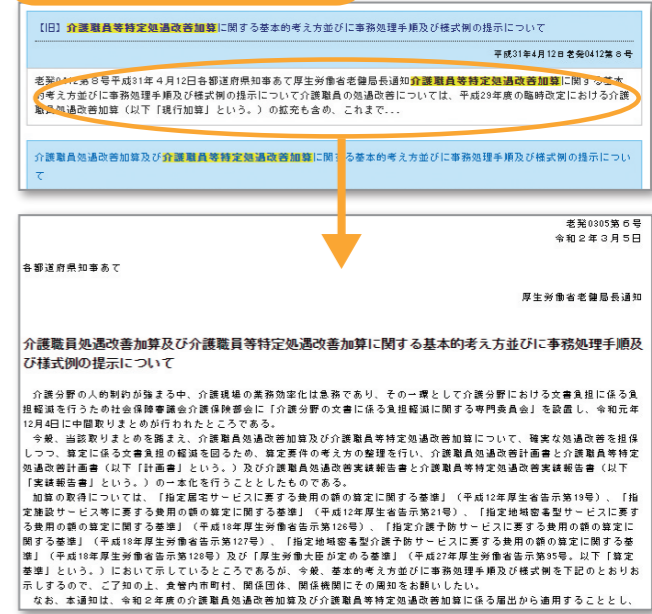 【旧】介護職員等特定処遇改善加算に関する基本的考え方並びに事務処理手順及び様式例の提示について
平成31年4月12日老発0412第8号
老発0412第8号平成31年4月12日各都道府県知事あて厚生労働省老健局長通知介護職員等特定処遇改善加算に関する基本
的考え方並びに事務処理手順及び様式例の提示について介護職員の処遇改善については、平成29年度の臨時改定における介護
職員処遇改善加算（以下「現行加算」という。）の拡充も含め、これまで...
介護職員処遇改善加算及び介護職員等特定処遇改善加算に関する基本的考え方並びに事務処理手順及び様式例の提示につい
て
老発0305第6号
令和2年3月5日
各都道府県知事あて
厚生労働省老健局長通知
介護職員処遇改善加算及び介護職員等特定処遇改善加算に関する基本的考え方並びに事務処理手順及
び様式例の提示について
介護分野の人的制約が強まる中、介護現場の業務効率化は急務であり、その一環として介護分野における文書負担に係る負
担軽減を行うため社会保障審議会介護保険部会に「介護分野の文書に係る負担軽減に関する専門委員会」を設置し、令和元年
12月4日に中間取りまとめが行われたところである。
今般、当該取りまとめを踏まえ、介護職員処遇改善加算及び介護職員等特定処遇改善加算について、確実な処遇改善を担保
しつつ、算定に係る文書負担の軽減を図るため、算定要件の考え方の整理を行い、介護職員処遇改善計画書と介護職員等特定
処遇改善計画書（以下「計画書」という。）及び介護職員処遇改善実績報告書と介護職員等特定処遇改善実績報告書（以下
「実績報告書」という。）の一本化を行うこととしたものである。
加算の取得については、「指定居宅サービスに要する費用の額の算定に関する基準」（平成12年厚生省告示第19号）、「指
定施設サービス等に要する費用の額の算定に関する基準」（平成12年厚生省告示第21号）、「指定地域密着型サービスに要す
る費用の額の算定に関する基準」（平成18年厚生労働省告示第126号）、「指定介護予防サービスに要する費用の額の算定に
関する基準」（平成18年厚生労働省告示第127号）、「指定地域密着型介護予防サービスに要する費用の額の算定に関する基
準」（平成18年厚生労働省告示第128号）及び「厚生労働大臣が定める基準」（平成27年厚生労働省告示第95号。以下「算定
基準」という。）において示しているところであるが、今般、基本的考え方並びに事務処理手順及び様式例を下記のとおりお
示しするので、ご了知の上、貴管内市町村、関係団体、関係機関にその周知をお願いしたい。
なお、本通知は、令和2年度の介護職員処遇改善加算及び介護職員等特定処遇改善加算に係る届出から適用することとし、